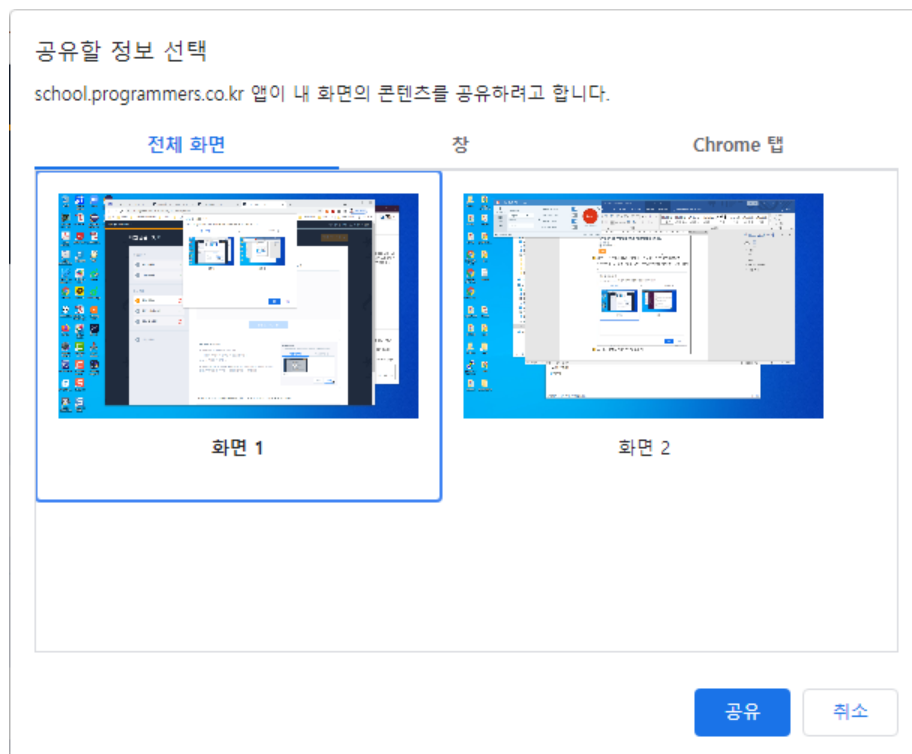 공유할 정보 선택
school.programmers.co.kr 앱이 내 화면의 콘텐츠를 공유하려고 합니다.
전체 화면
창
Chrome 탭
화면 1
화면 2
공유
취소